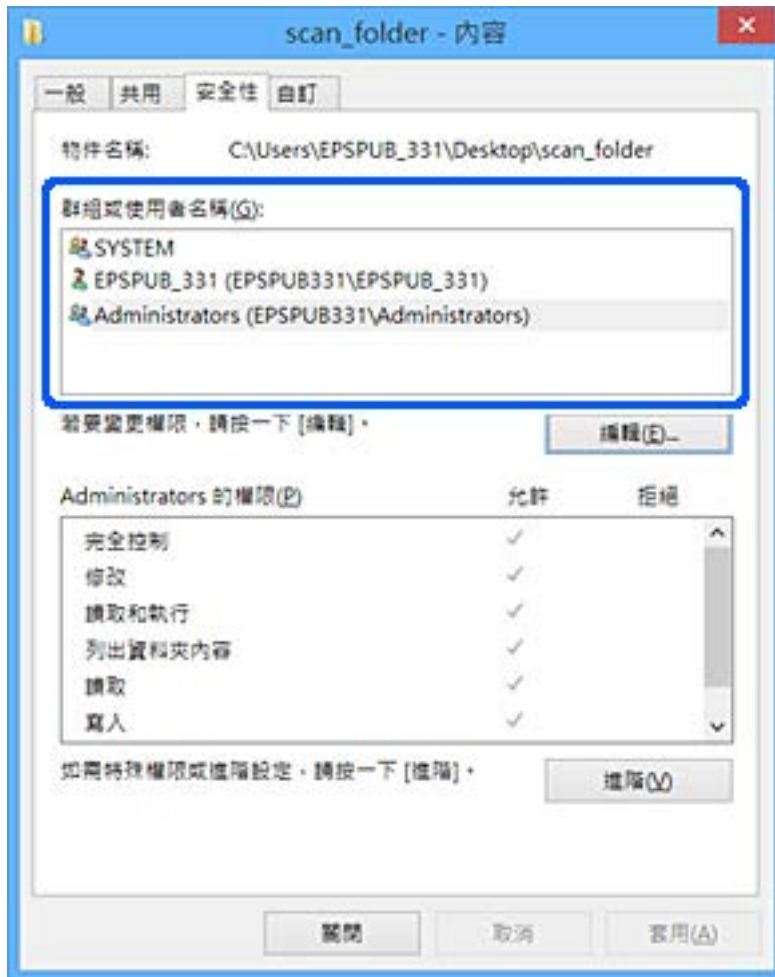 scan_folder - 內容
一般 共用 安全性 自訂
物件名稱: C:\Users\EPSPUB_331\Desktop\scan_folder
群組或使用者名稱(G):
SYSTEM
EPSPUB_331 (EPSPUB331\EPSPUB_331)
Administrators (EPSPUB331\Administrators)
若要變更權限，請按一下 [編輯]。 編輯(E)...
Administrators 的權限(P) 允許 拒絕
完全控制
修改
讀取和執行
列出資料夾內容
讀取
寫入
如需特殊權限或進階設定，請按一下 [進階]。 進階(V)
關閉 取消 套用(A)